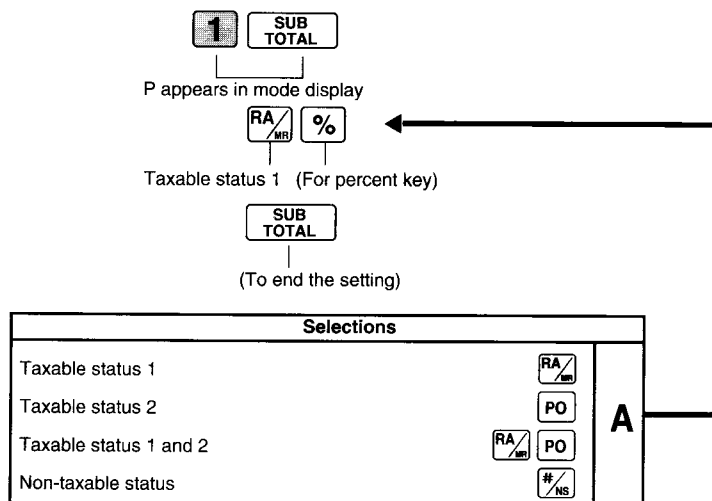 1 SUB TOTAL
P appears in mode display
RA/MR %
Taxable status 1 (For percent key)
SUB TOTAL
(To end the setting)
Selections
Taxable status 1 RA/MR
Taxable status 2 PO
Taxable status 1 and 2 RA/MR PO
Non-taxable status #/NS
A